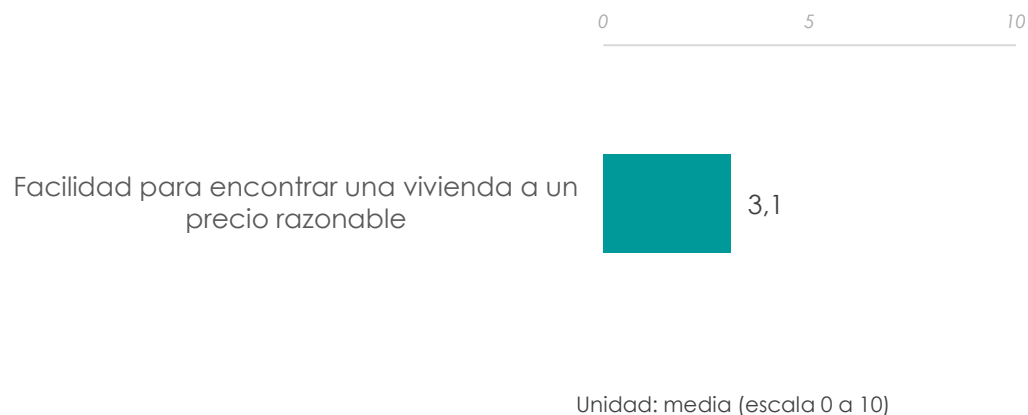 0 5 10
Facilidad para encontrar una vivienda a un
precio razonable
3,1
Unidad: media (escala 0 a 10)